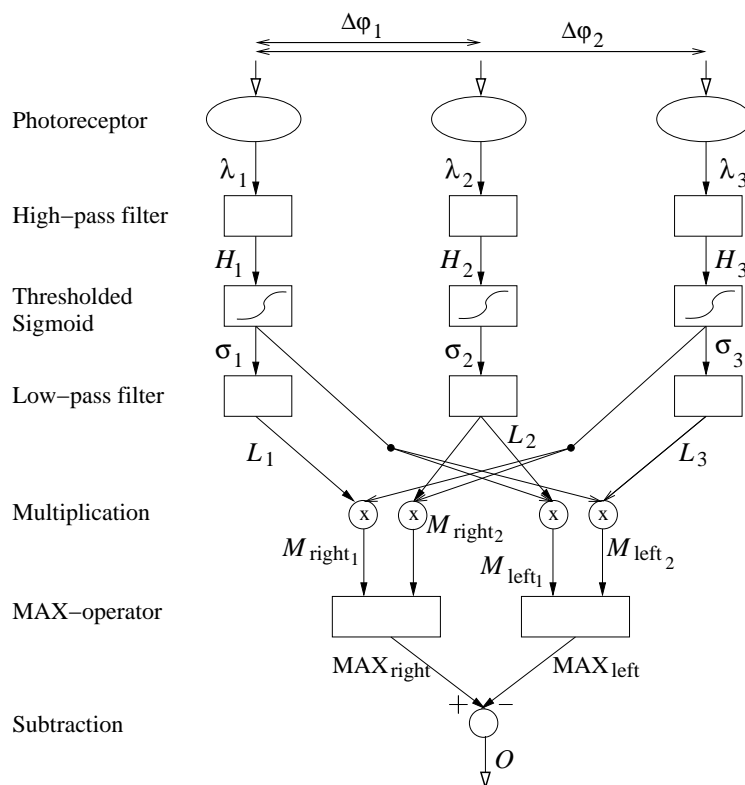 Δφ1
Δφ2
Photoreceptor
λ1 λ2 λ3
High−pass filter
H1 H2 H3
Thresholded
Sigmoid
σ1 σ2 σ3
Low−pass filter
L1 L2 L3
Multiplication
x x x x
Mright1 Mright2 Mleft1 Mleft2
MAX−operator
MAXright MAXleft
Subtraction
+ −
O